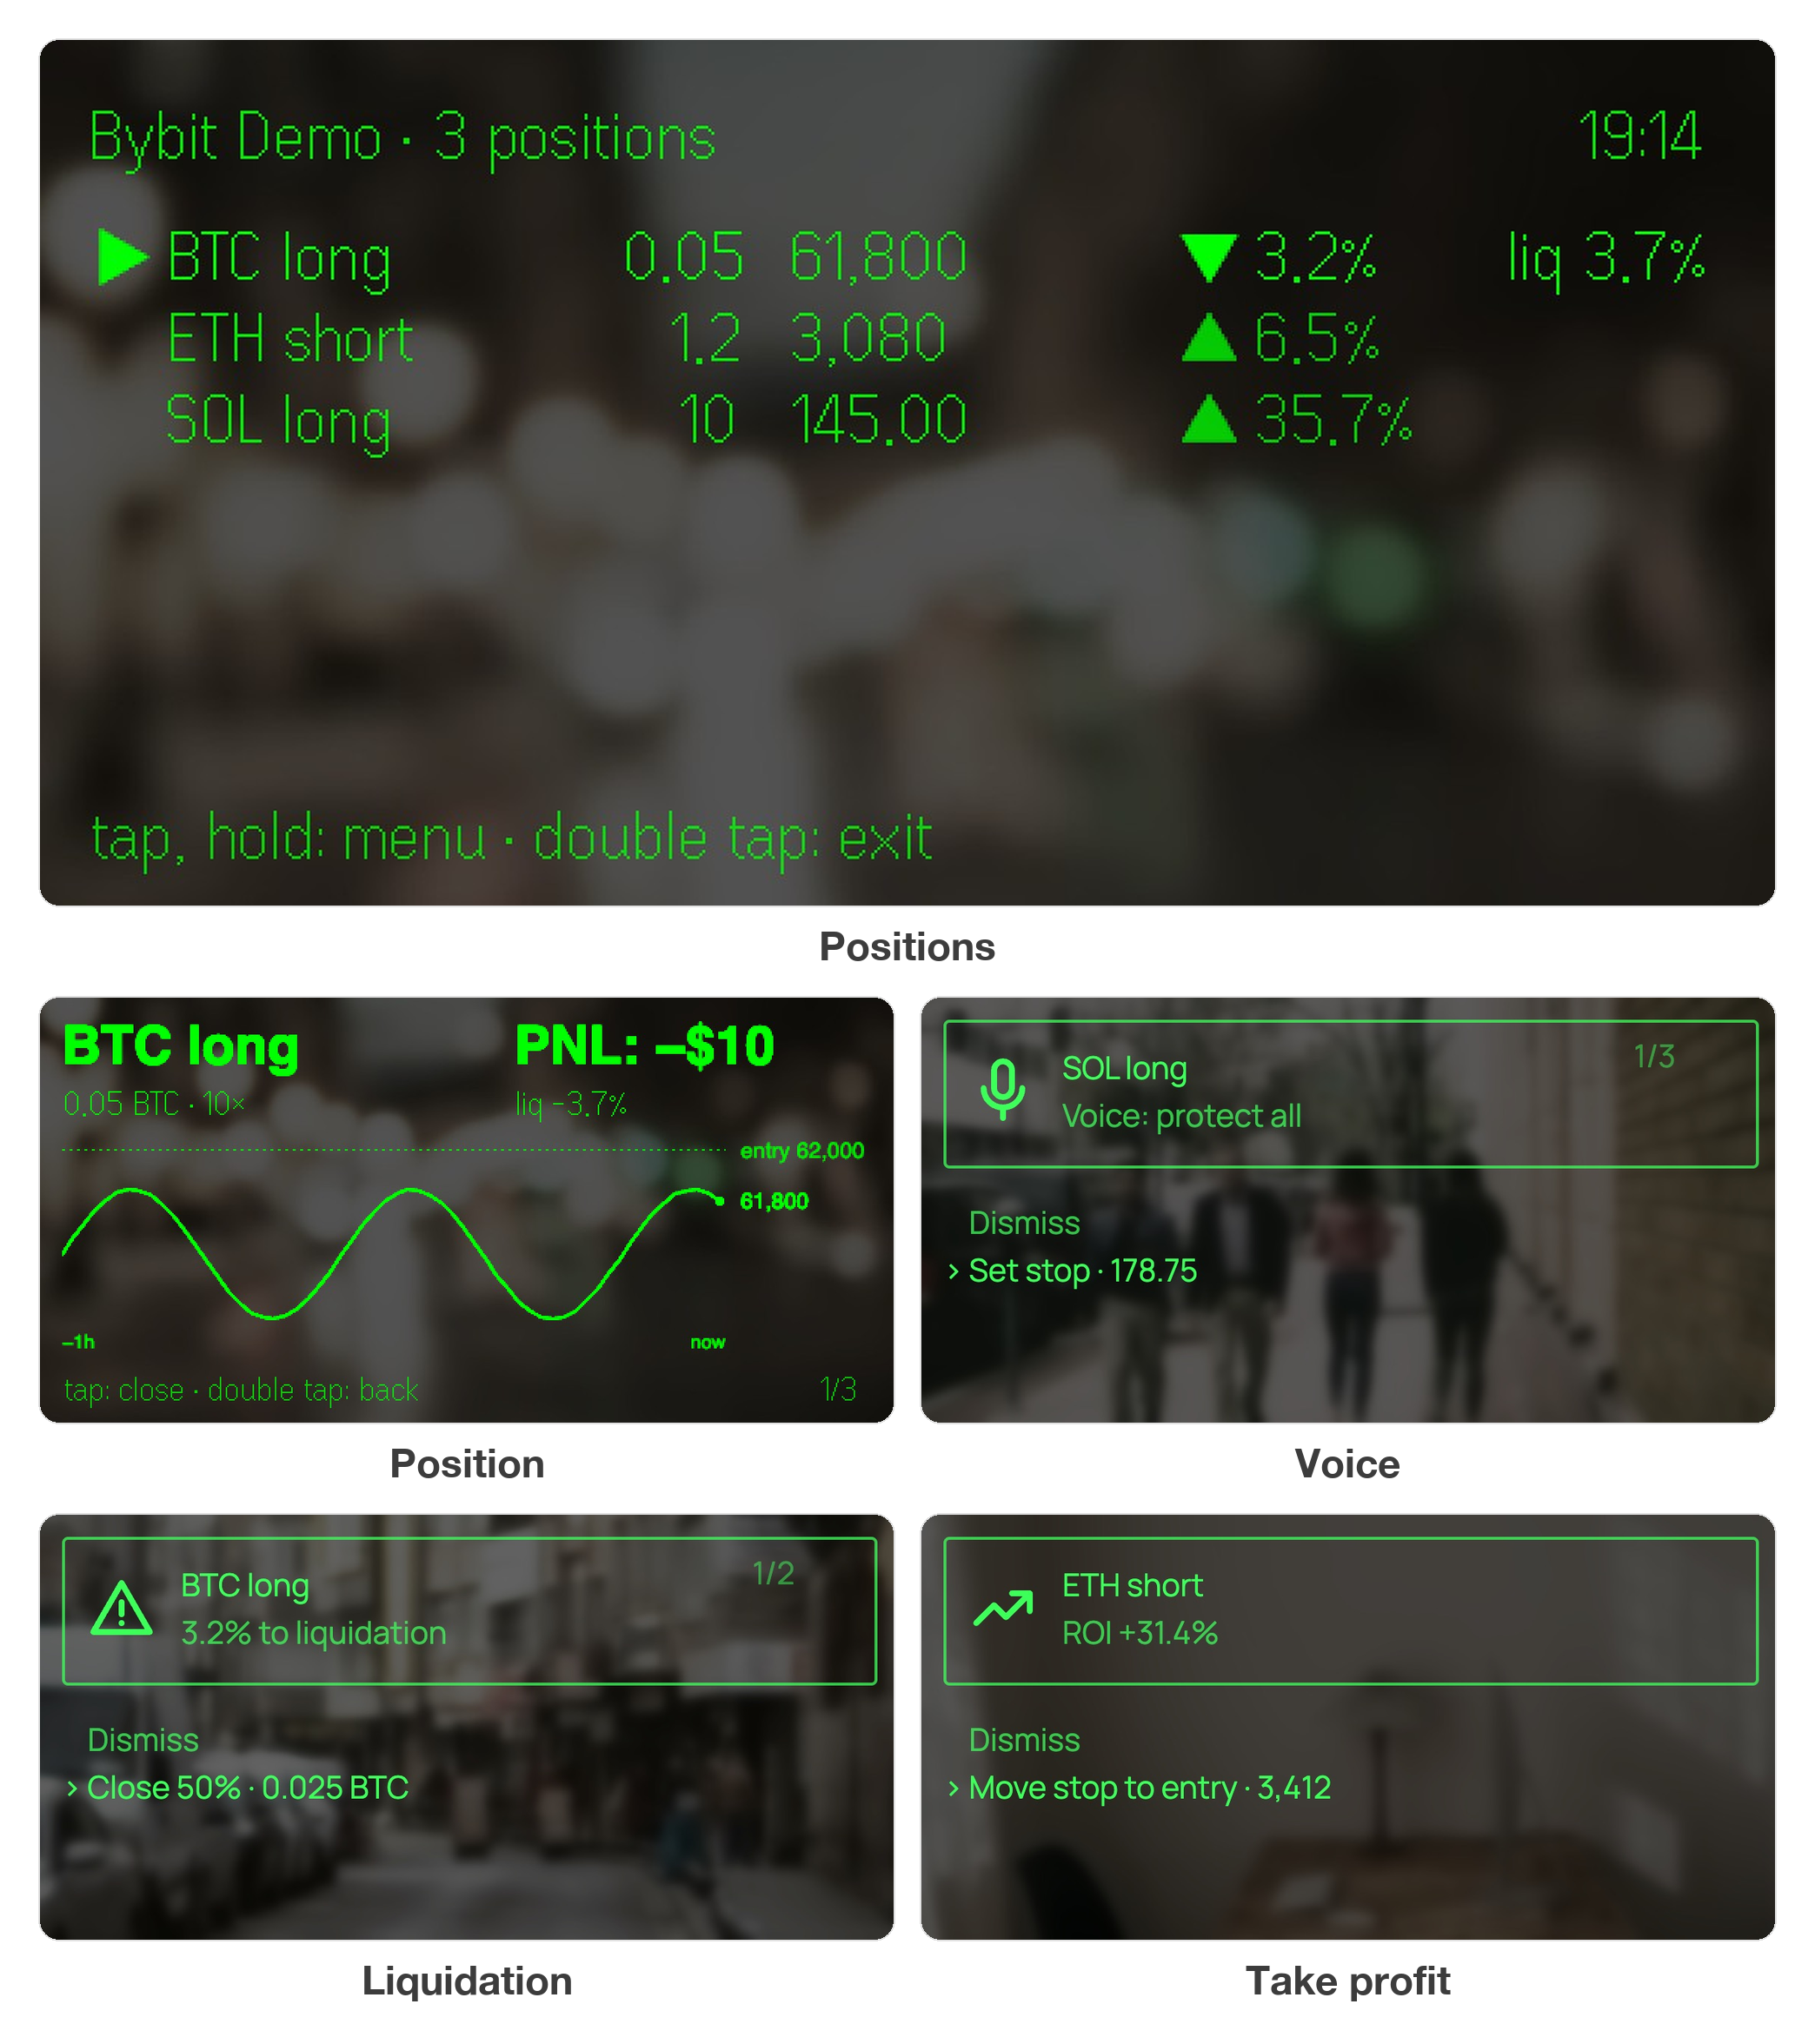 Bybit Demo · 3 positions 19:14
BTC long 0.05 61,800 ▼ 3.2% liq 3.7%
ETH short 1.2 3,080 ▲ 6.5%
SOL long 10 145.00 ▲ 35.7%
tap, hold: menu · double tap: exit
Positions
BTC long PNL: –$10
0.05 BTC · 10× liq −3.7%
entry 62,000
61,800
–1h now
tap: close · double tap: back 1/3
Position
SOL long 1/3
Voice: protect all
Dismiss
› Set stop · 178.75
Voice
BTC long 1/2
3.2% to liquidation
Dismiss
› Close 50% · 0.025 BTC
Liquidation
ETH short
ROI +31.4%
Dismiss
› Move stop to entry · 3,412
Take profit